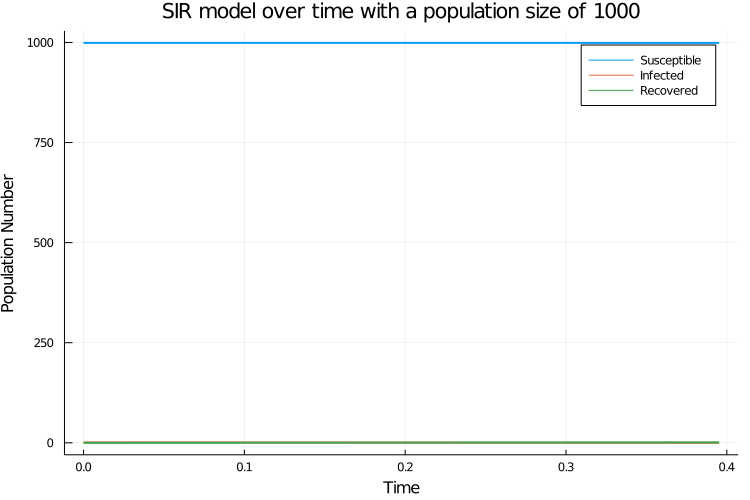 SIR model over time with a population size of 1000
1000
Susceptible
Infected
Recovered
750
Population Number
500
250
0
0.0 0.1 0.2 0.3 0.4
Time